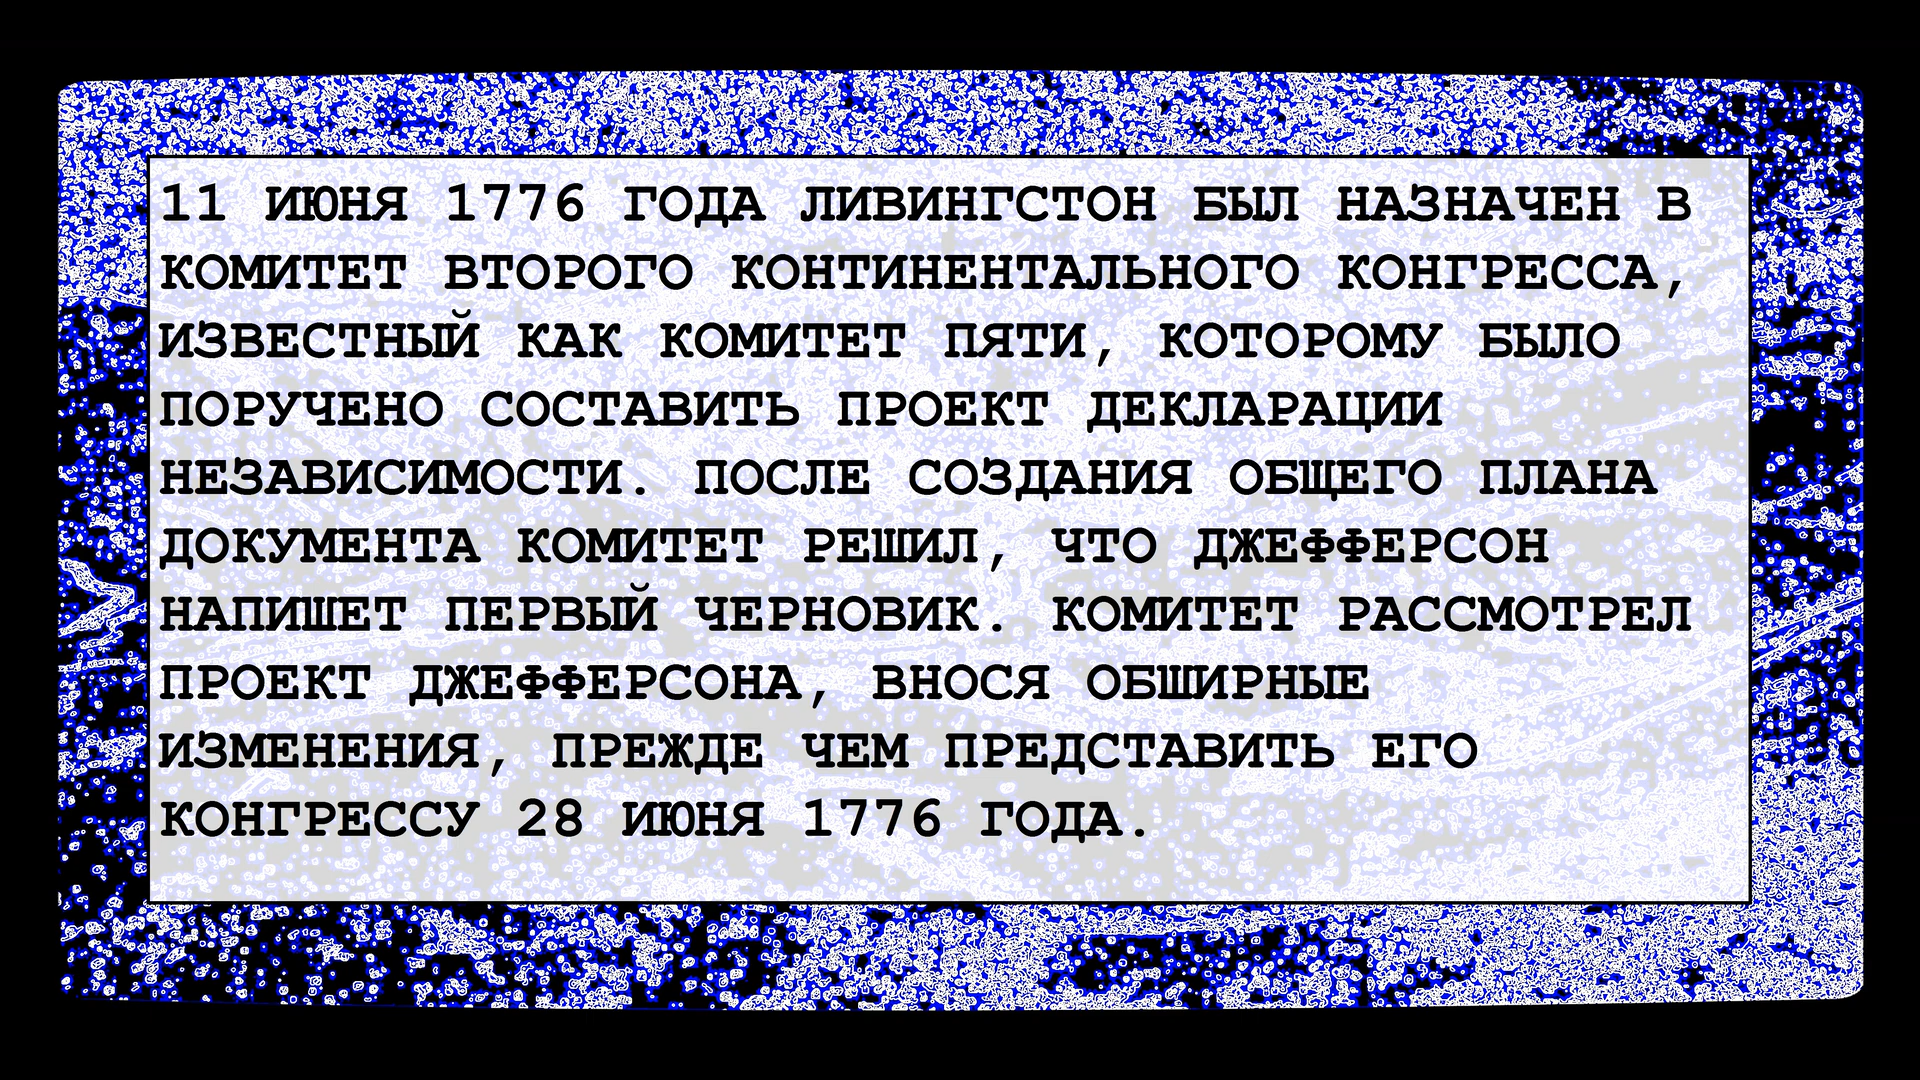 11 ИЮНЯ 1776 ГОДА ЛИВИНГСТОН БЫЛ НАЗНАЧЕН В
КОМИТЕТ ВТОРОГО КОНТИНЕНТАЛЬНОГО КОНГРЕССА,
ИЗВЕСТНЫЙ КАК КОМИТЕТ ПЯТИ, КОТОРОМУ БЫЛО
ПОРУЧЕНО СОСТАВИТЬ ПРОЕКТ ДЕКЛАРАЦИИ
НЕЗАВИСИМОСТИ. ПОСЛЕ СОЗДАНИЯ ОБЩЕГО ПЛАНА
ДОКУМЕНТА КОМИТЕТ РЕШИЛ, ЧТО ДЖЕФФЕРСОН
НАПИШЕТ ПЕРВЫЙ ЧЕРНОВИК. КОМИТЕТ РАССМОТРЕЛ
ПРОЕКТ ДЖЕФФЕРСОНА, ВНОСЯ ОБШИРНЫЕ
ИЗМЕНЕНИЯ, ПРЕЖДЕ ЧЕМ ПРЕДСТАВИТЬ ЕГО
КОНГРЕССУ 28 ИЮНЯ 1776 ГОДА.